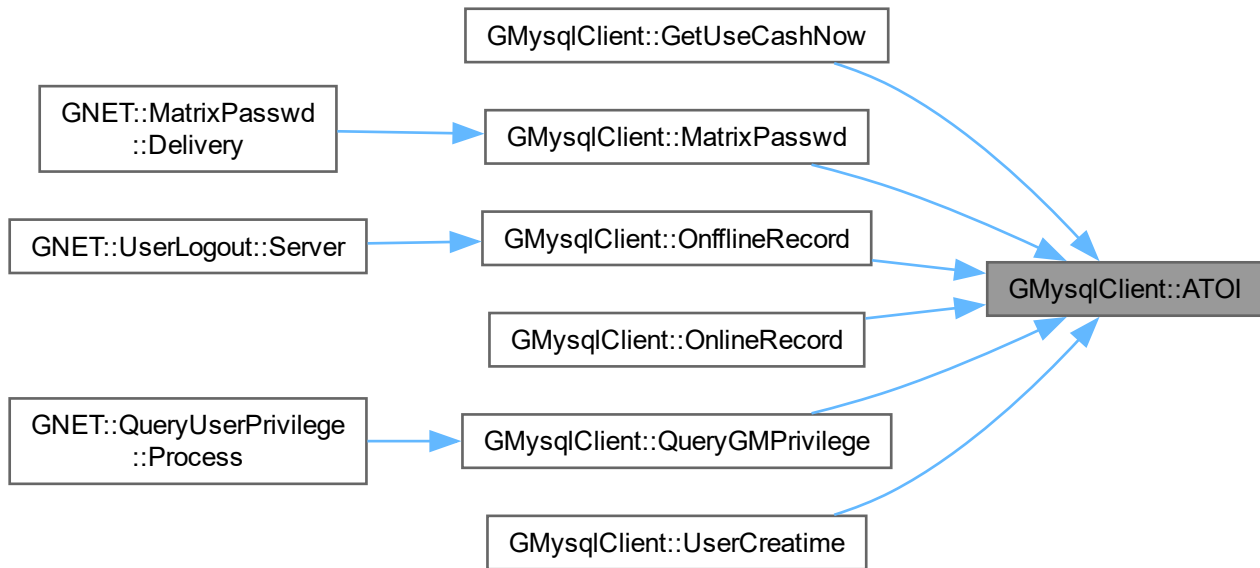 GMysqlClient::GetUseCashNow
GNET::MatrixPasswd
::Delivery
GMysqlClient::MatrixPasswd
GNET::UserLogout::Server
GMysqlClient::OnfflineRecord
GMysqlClient::ATOI
GMysqlClient::OnlineRecord
GNET::QueryUserPrivilege
::Process
GMysqlClient::QueryGMPrivilege
GMysqlClient::UserCreatime